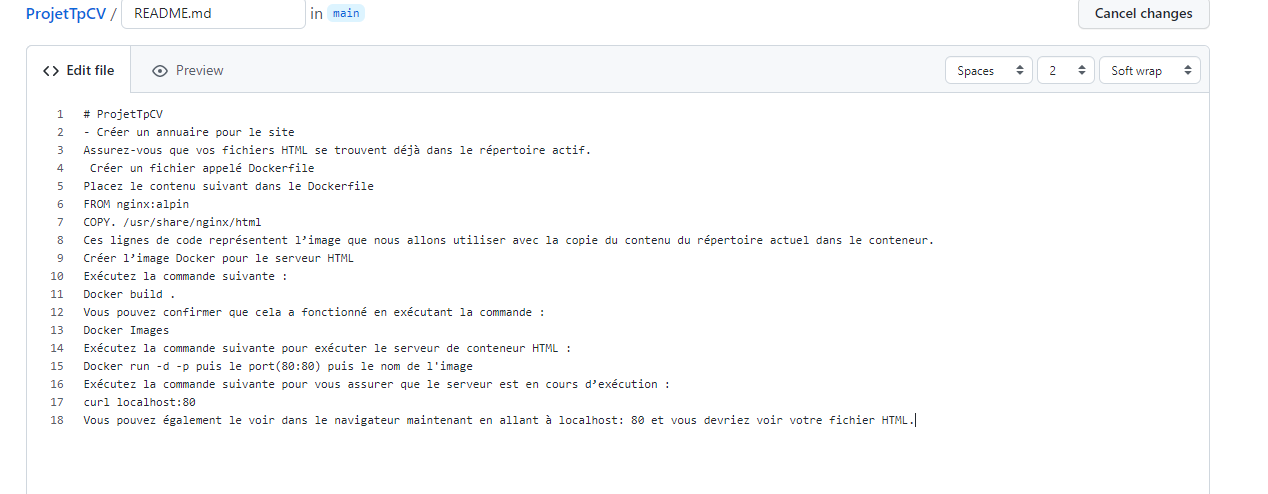 ProjetTpCV / README.md in main Cancel changes
Edit file Preview Spaces 2 Soft wrap
1 # ProjetTpCV
2 - Créer un annuaire pour le site
3 Assurez-vous que vos fichiers HTML se trouvent déjà dans le répertoire actif.
4 Créer un fichier appelé Dockerfile
5 Placez le contenu suivant dans le Dockerfile
6 FROM nginx:alpin
7 COPY. /usr/share/nginx/html
8 Ces lignes de code représentent l’image que nous allons utiliser avec la copie du contenu du répertoire actuel dans le conteneur.
9 Créer l’image Docker pour le serveur HTML
10 Exécutez la commande suivante :
11 Docker build .
12 Vous pouvez confirmer que cela a fonctionné en exécutant la commande :
13 Docker Images
14 Exécutez la commande suivante pour exécuter le serveur de conteneur HTML :
15 Docker run -d -p puis le port(80:80) puis le nom de l'image
16 Exécutez la commande suivante pour vous assurer que le serveur est en cours d’exécution :
17 curl localhost:80
18 Vous pouvez également le voir dans le navigateur maintenant en allant à localhost: 80 et vous devriez voir votre fichier HTML.